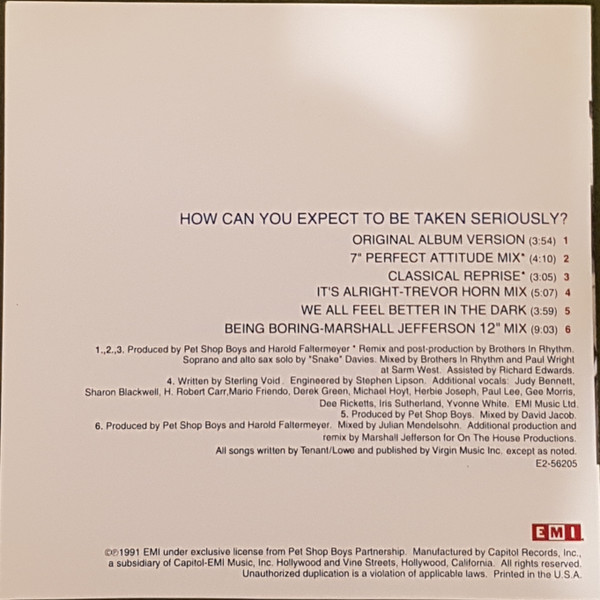 HOW CAN YOU EXPECT TO BE TAKEN SERIOUSLY?
ORIGINAL ALBUM VERSION (3:54) 1
7" PERFECT ATTITUDE MIX* (4:10) 2
CLASSICAL REPRISE* (3:05) 3
IT'S ALRIGHT-TREVOR HORN MIX (5:07) 4
WE ALL FEEL BETTER IN THE DARK (3:59) 5
BEING BORING-MARSHALL JEFFERSON 12" MIX (9:03) 6
1.,2.,3. Produced by Pet Shop Boys and Harold Faltermeyer * Remix and post-production by Brothers In Rhythm.
Soprano and alto sax solo by "Snake" Davies. Mixed by Brothers In Rhythm and Paul Wright
at Sarm West. Assisted by Richard Edwards.
4. Written by Sterling Void. Engineered by Stephen Lipson. Additional vocals: Judy Bennett,
Sharon Blackwell, H. Robert Carr,Mario Friendo, Derek Green, Michael Hoyt, Herbie Joseph, Paul Lee, Gee Morris,
Dee Ricketts, Iris Sutherland, Yvonne White. EMI Music Ltd.
5. Produced by Pet Shop Boys. Mixed by David Jacob.
6. Produced by Pet Shop Boys and Harold Faltermeyer. Mixed by Julian Mendelsohn. Additional production and
remix by Marshall Jefferson for On The House Productions.
All songs written by Tenant/Lowe and published by Virgin Music Inc. except as noted.
E2-56205
EMI
©℗1991 EMI under exclusive license from Pet Shop Boys Partnership. Manufactured by Capitol Records, Inc.,
a subsidiary of Capitol-EMI Music, Inc. Hollywood and Vine Streets, Hollywood, California. All rights reserved.
Unauthorized duplication is a violation of applicable laws. Printed in the U.S.A.